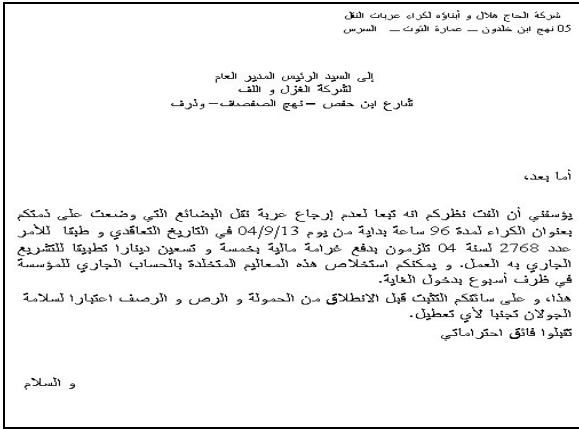 شركة الحاج هلال و أبناؤه لكراء عربات النقل
05 نهج ابن خلدون – عمارة التوت – السرس
إلى السيد الرئيس المدير العام
لشركة الغزل و اللف
شارع ابن حفص – نهج الصفصاف – وذرف
أما بعد،
يؤسفني أن ألفت نظركم انه تبعا لعدم إرجاع عربة نقل البضائع التي وضعت على ذمتكم
بعنوان الكراء لمدة 96 ساعة بداية من يوم 04/9/13 في التاريخ التعاقدي و طبقا للأمر
عدد 2768 لسنة 04 تلزمون بدفع غرامة مالية بخمسة و تسعين دينارا تطبيقا للتشريع
الجاري به العمل. و يمكنكم استخلاص هذه المعاليم المتخلدة بالحساب الجاري للمؤسسة
في ظرف أسبوع بدخول الغاية.
هذا، و على سائقكم التثبت قبل الانطلاق من الحمولة و الرص و الرصف اعتبارا لسلامة
الجولان تجنبا لأي تعطيل.
تقبلوا فائق احتراماتي
و السلام